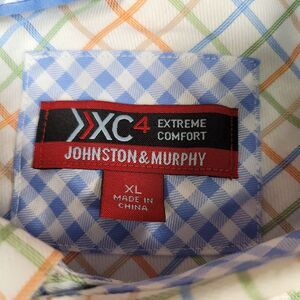 XC4 EXTREME
COMFORT
JOHNSTON & MURPHY
XL
MADE IN
CHINA